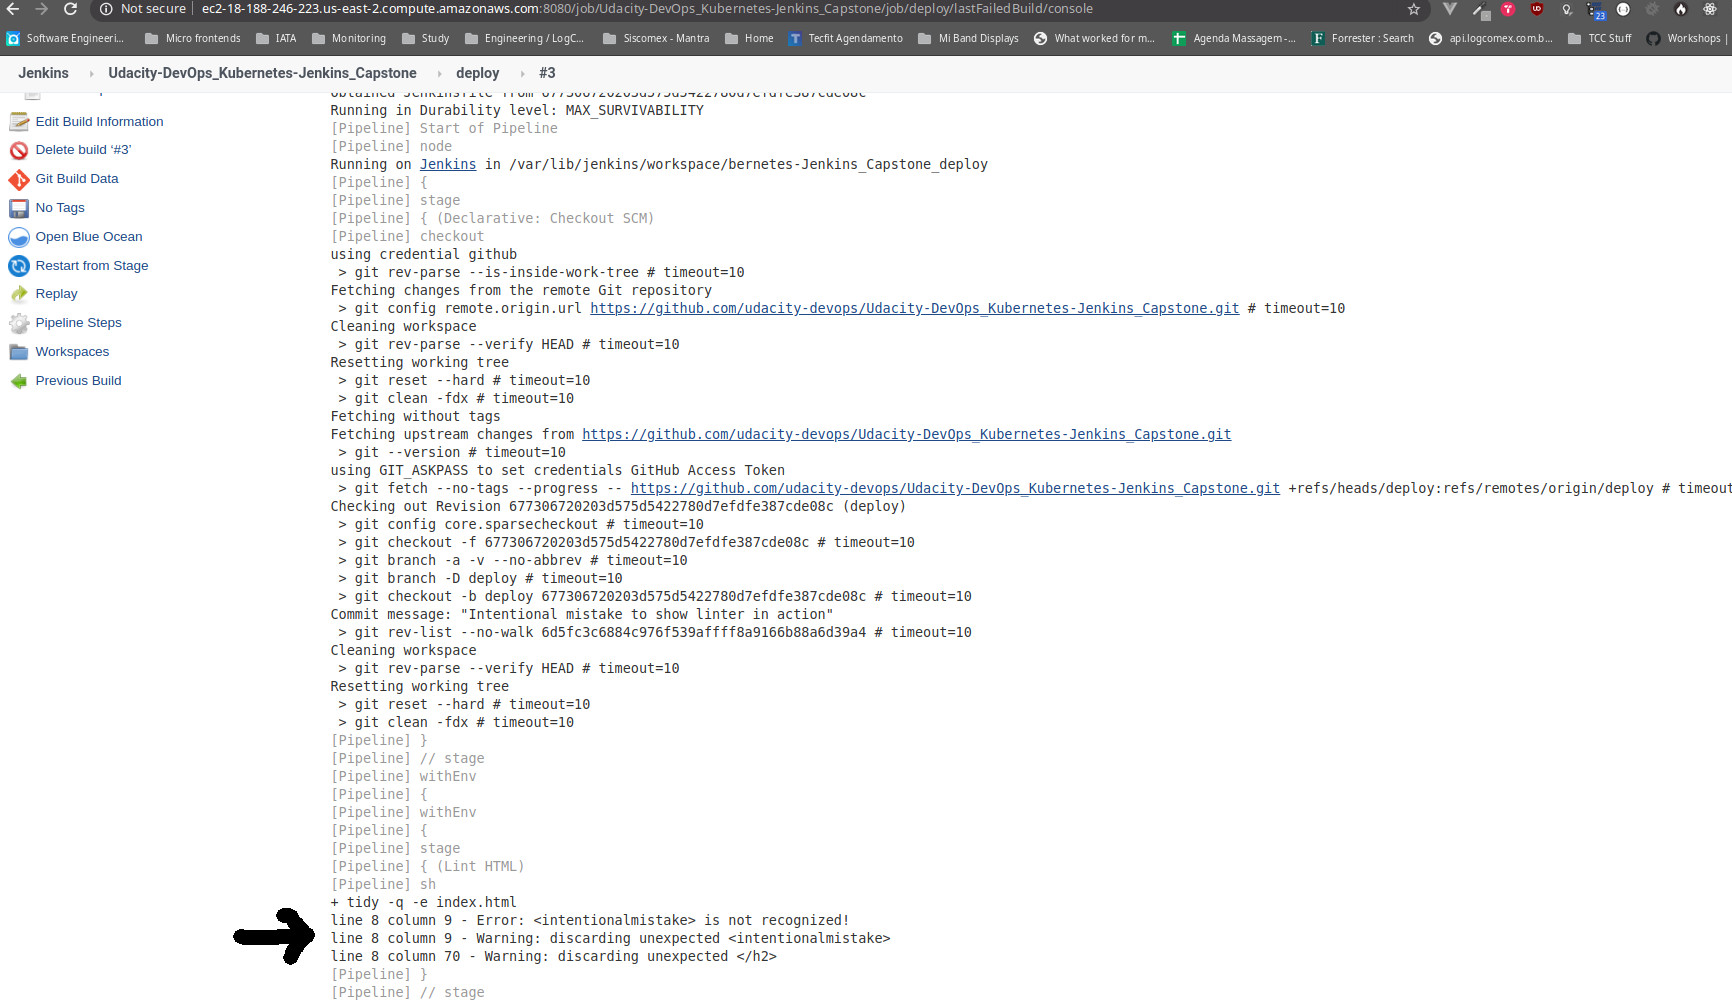 Not secure | ec2-18-188-246-223.us-east-2.compute.amazonaws.com:8080/job/Udacity-DevOps_Kubernetes-Jenkins_Capstone/job/deploy/lastFailedBuild/console
23
Software Engineeri... Micro frontends IATA Monitoring Study Engineering / LogC... Siscomex - Mantra Home Tecfit Agendamento Mi Band Displays What worked for m... Agenda Massagem -... Forrester : Search api.logcomex.com.b... TCC Stuff Workshops |
Jenkins Udacity-DevOps_Kubernetes-Jenkins_Capstone deploy #3
Edit Build Information
Delete build ‘#3’
Git Build Data
No Tags
Open Blue Ocean
Restart from Stage
Replay
Pipeline Steps
Workspaces
Previous Build
Obtained Jenkinsfile from 677306720203d575d5422780d7efdfe387cde08c
Running in Durability level: MAX_SURVIVABILITY
[Pipeline] Start of Pipeline
[Pipeline] node
Running on Jenkins in /var/lib/jenkins/workspace/bernetes-Jenkins_Capstone_deploy
[Pipeline] {
[Pipeline] stage
[Pipeline] { (Declarative: Checkout SCM)
[Pipeline] checkout
using credential github
> git rev-parse --is-inside-work-tree # timeout=10
Fetching changes from the remote Git repository
> git config remote.origin.url https://github.com/udacity-devops/Udacity-DevOps_Kubernetes-Jenkins_Capstone.git # timeout=10
Cleaning workspace
> git rev-parse --verify HEAD # timeout=10
Resetting working tree
> git reset --hard # timeout=10
> git clean -fdx # timeout=10
Fetching without tags
Fetching upstream changes from https://github.com/udacity-devops/Udacity-DevOps_Kubernetes-Jenkins_Capstone.git
> git --version # timeout=10
using GIT_ASKPASS to set credentials GitHub Access Token
> git fetch --no-tags --progress -- https://github.com/udacity-devops/Udacity-DevOps_Kubernetes-Jenkins_Capstone.git +refs/heads/deploy:refs/remotes/origin/deploy # timeout
Checking out Revision 677306720203d575d5422780d7efdfe387cde08c (deploy)
> git config core.sparsecheckout # timeout=10
> git checkout -f 677306720203d575d5422780d7efdfe387cde08c # timeout=10
> git branch -a -v --no-abbrev # timeout=10
> git branch -D deploy # timeout=10
> git checkout -b deploy 677306720203d575d5422780d7efdfe387cde08c # timeout=10
Commit message: "Intentional mistake to show linter in action"
> git rev-list --no-walk 6d5fc3c6884c976f539affff8a9166b88a6d39a4 # timeout=10
Cleaning workspace
> git rev-parse --verify HEAD # timeout=10
Resetting working tree
> git reset --hard # timeout=10
> git clean -fdx # timeout=10
[Pipeline] }
[Pipeline] // stage
[Pipeline] withEnv
[Pipeline] {
[Pipeline] withEnv
[Pipeline] {
[Pipeline] stage
[Pipeline] { (Lint HTML)
[Pipeline] sh
+ tidy -q -e index.html
line 8 column 9 - Error: <intentionalmistake> is not recognized!
line 8 column 9 - Warning: discarding unexpected <intentionalmistake>
line 8 column 70 - Warning: discarding unexpected </h2>
[Pipeline] }
[Pipeline] // stage